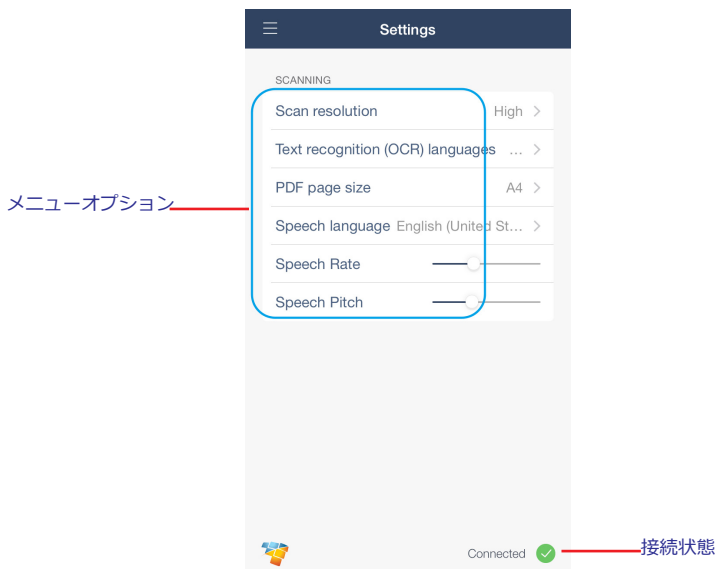 Settings
SCANNING
Scan resolution High
Text recognition (OCR) languages ...
PDF page size A4
メニューオプション
Speech language English (United St...
Speech Rate
Speech Pitch
Connected
接続状態